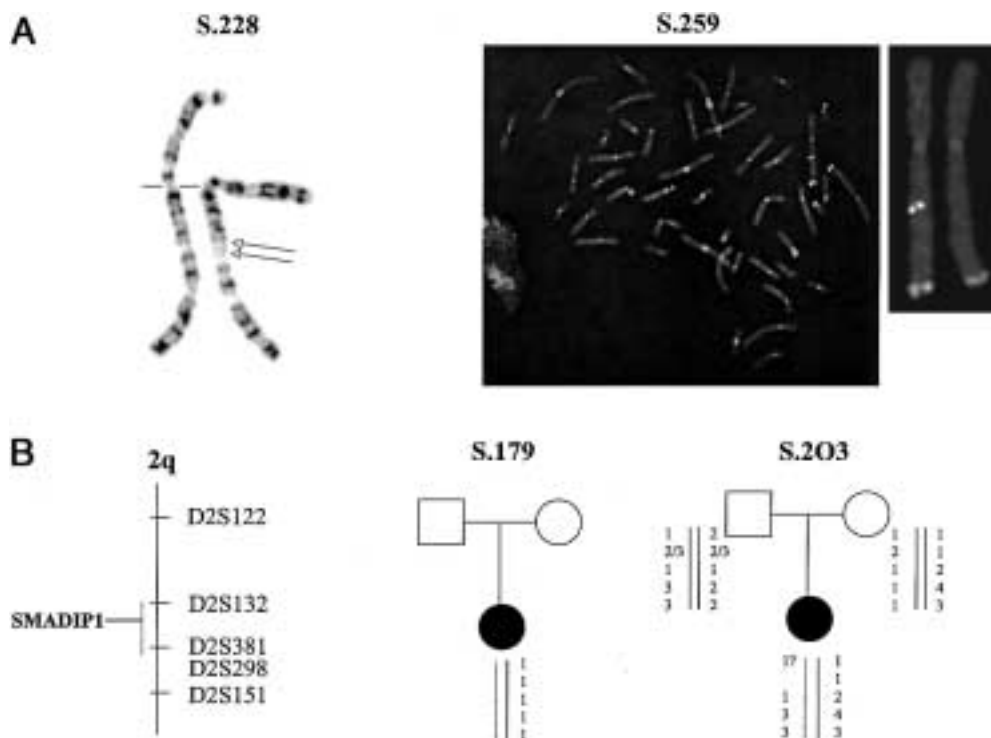 A
S.228
S.259
B
2q
D2S122
D2S132
SMADIP1
D2S381
D2S298
D2S151
S.179
1
1
1
1
1
S.2O3
1 2
2/3 2/3
1 1
3 2
3 2
1 1
2 1
1 2
1 4
1 3
1? 1
1
1 2
3 4
3 3